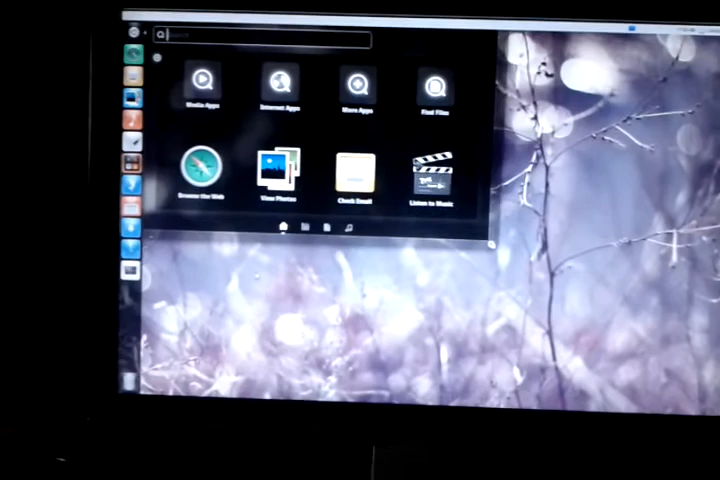 Media Apps
Internet Apps
More Apps
Find Files
Browse the Web
View Photos
Check Email
Listen to Music